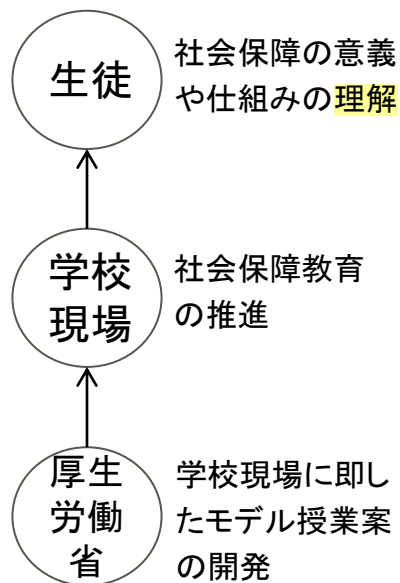 生徒
社会保障の意義
や仕組みの理解
学校
現場
社会保障教育
の推進
厚生
労働
省
学校現場に即し
たモデル授業案
の開発